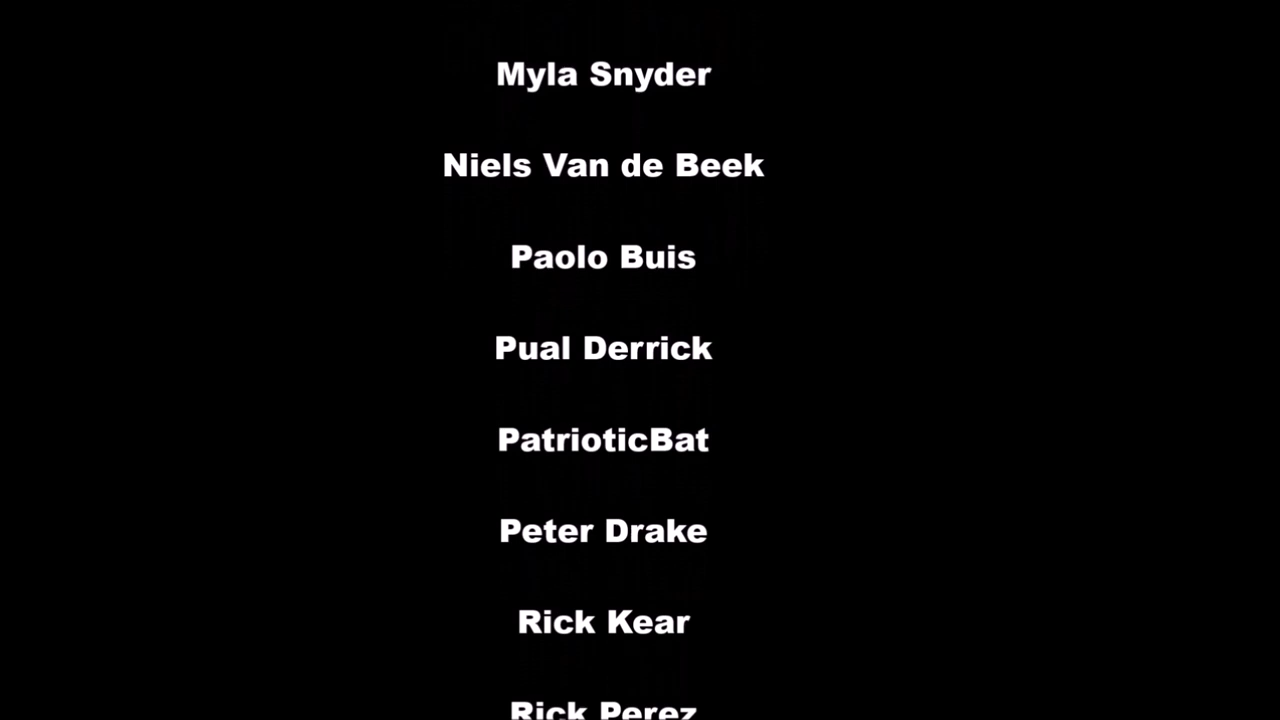 Myla Snyder
Niels Van de Beek
Paolo Buis
Pual Derrick
PatrioticBat
Peter Drake
Rick Kear
Rick Perez